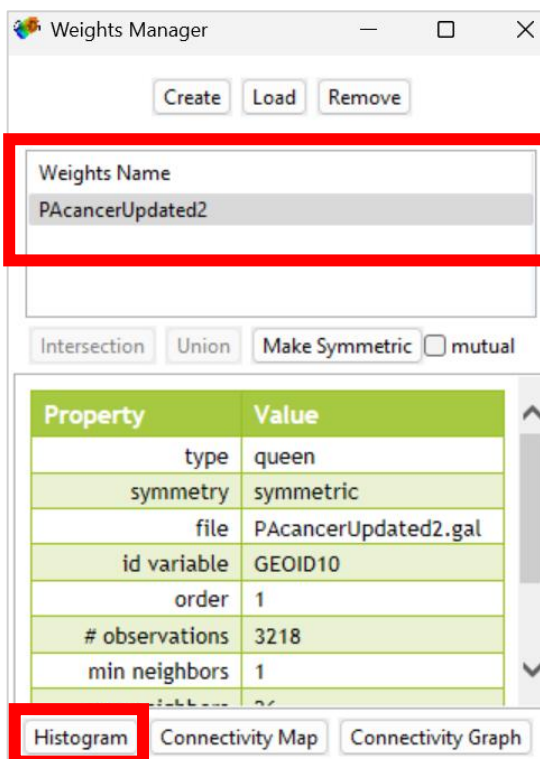 Weights Manager
Create Load Remove
Weights Name
PAcancerUpdated2
Intersection Union Make Symmetric mutual
Property Value
type queen
symmetry symmetric
file PAcancerUpdated2.gal
id variable GEOID10
order 1
# observations 3218
min neighbors 1
Histogram Connectivity Map Connectivity Graph